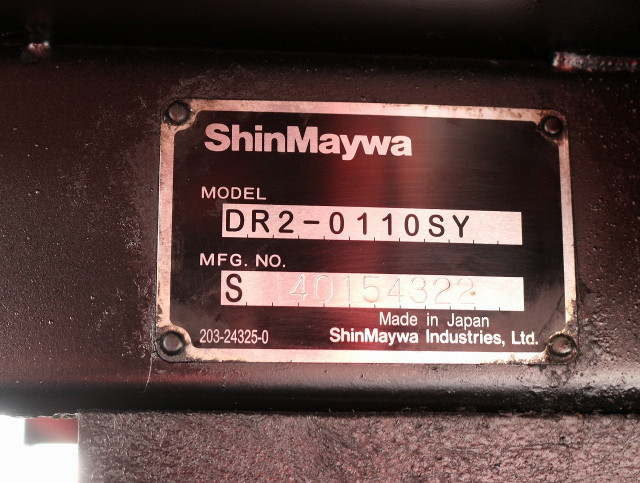 ShinMaywa
MODEL
DR2-0110SY
MFG. NO.
S 40154322
Made in Japan
203-24325-0 ShinMaywa Industries, Ltd.